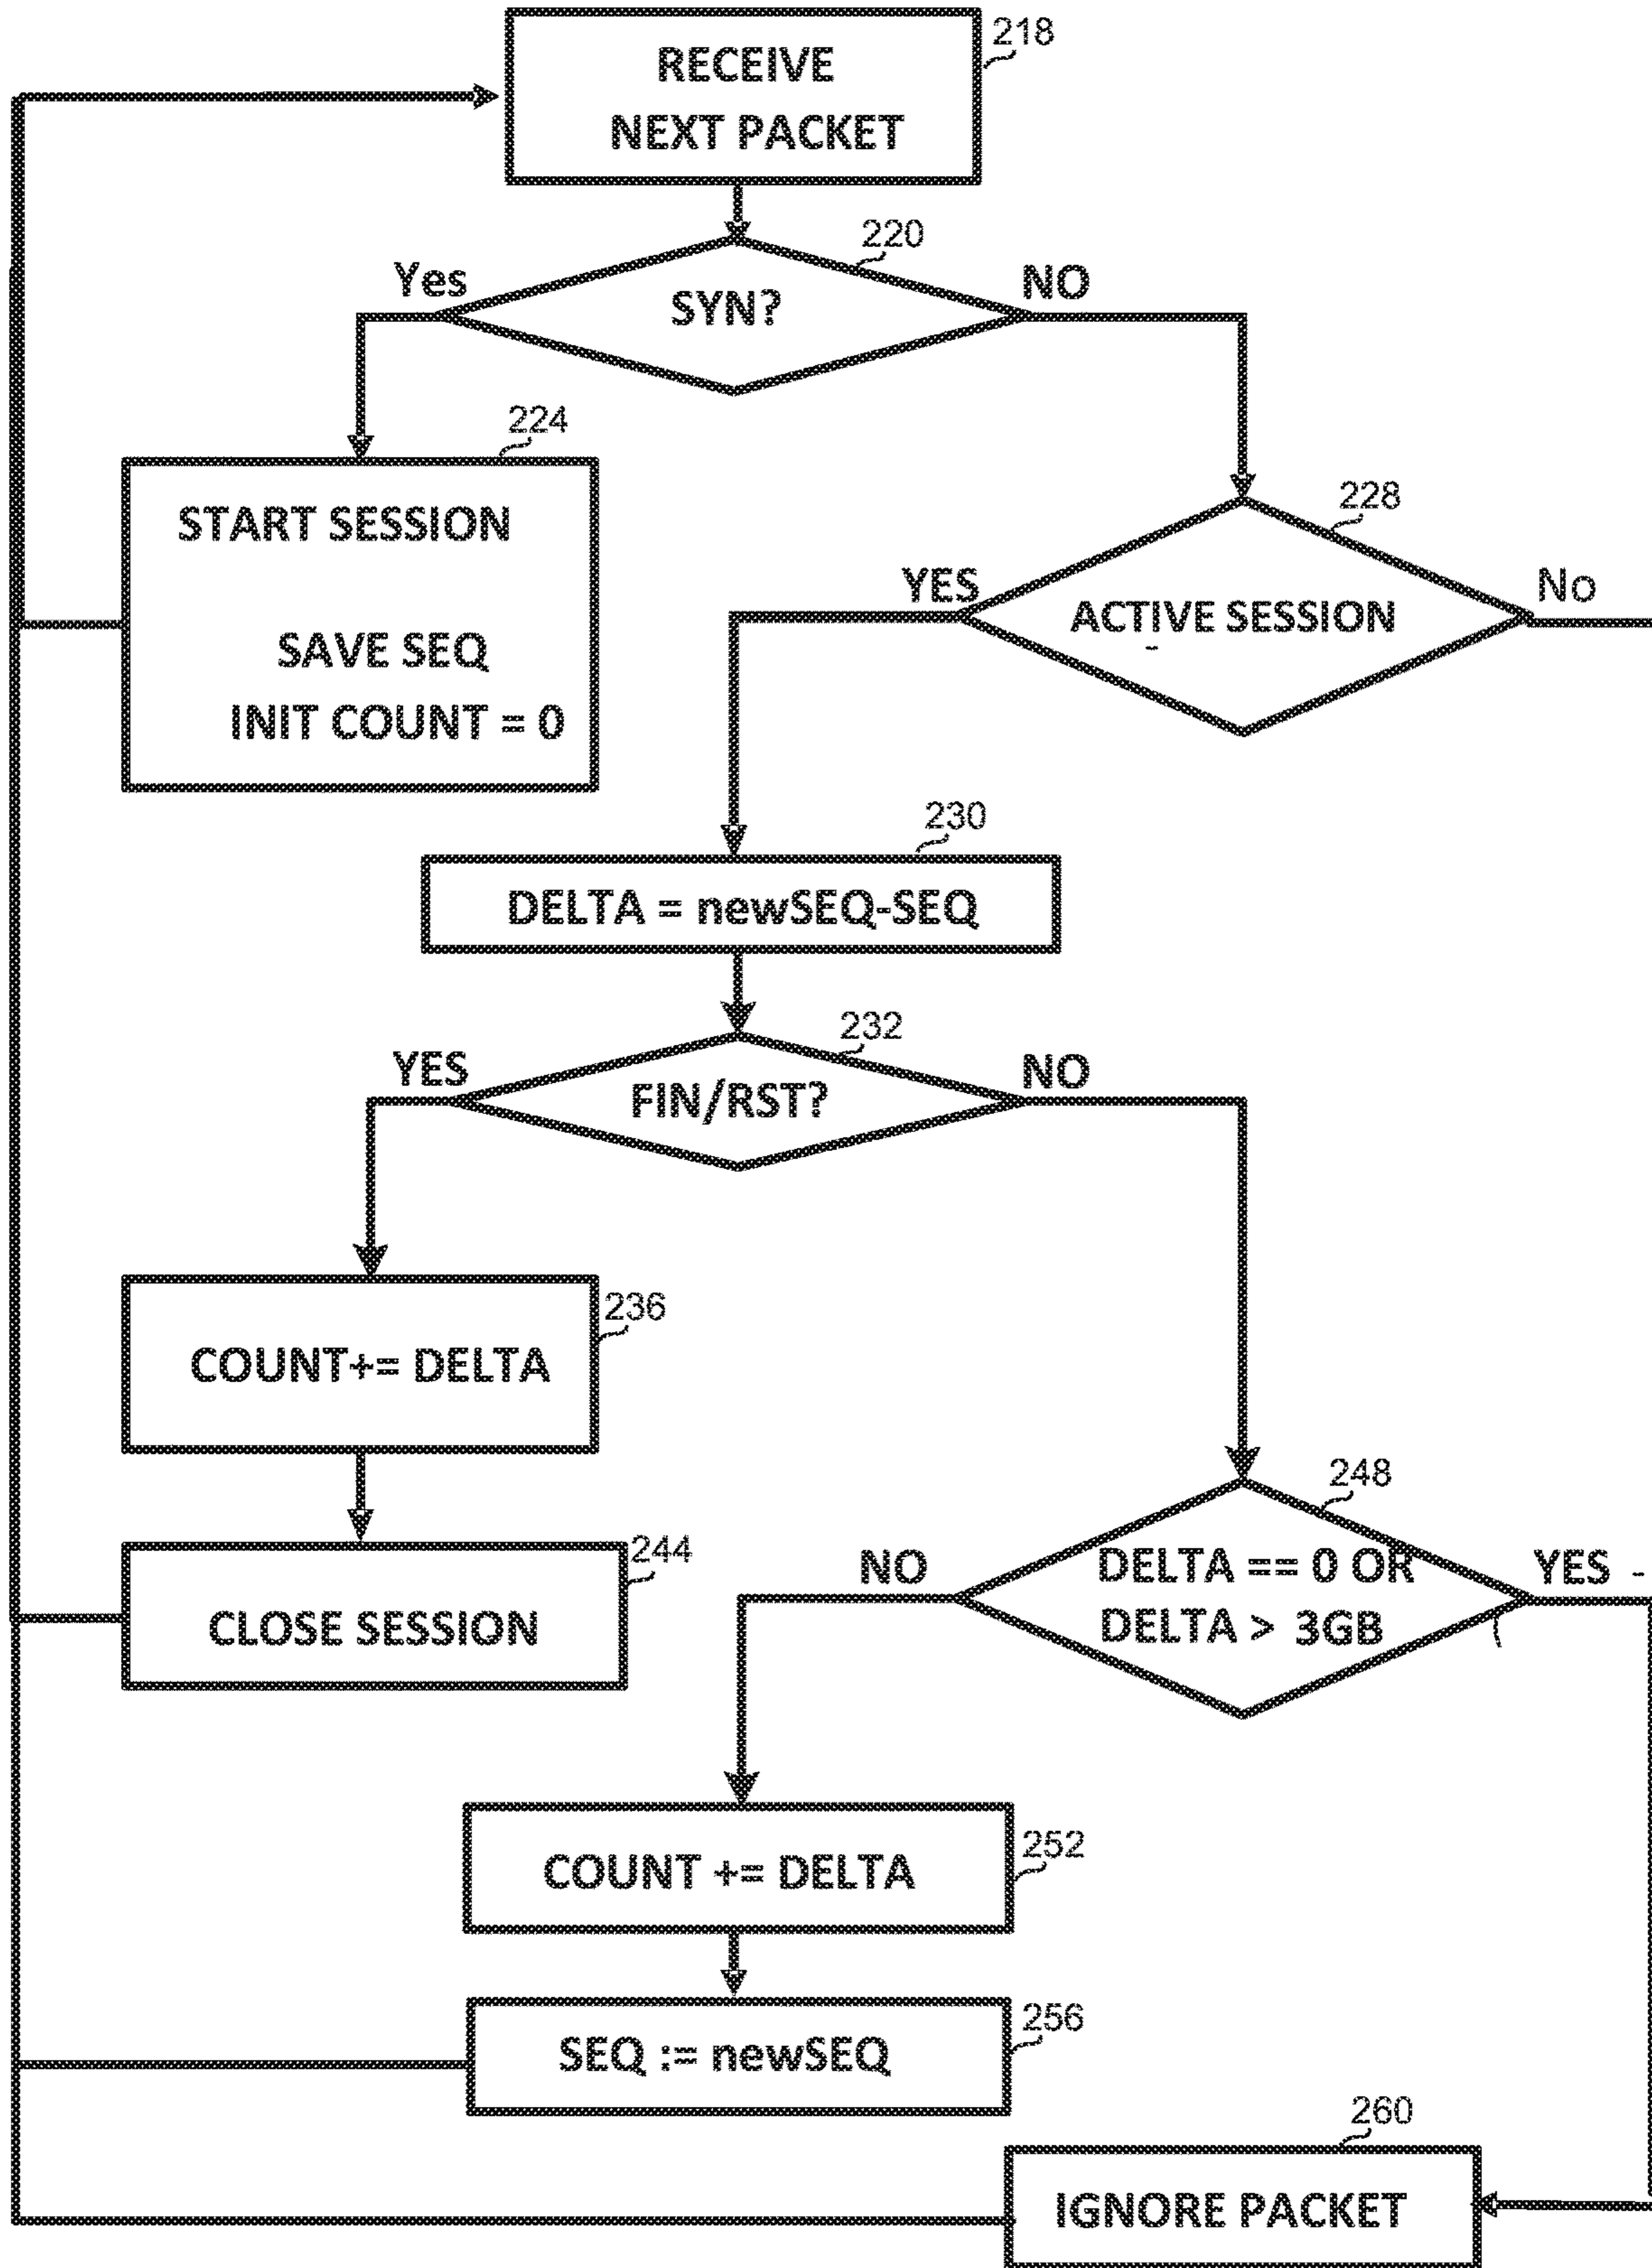 RECEIVE
NEXT PACKET
218
220
Yes
SYN?
NO
224
START SESSION
SAVE SEQ
INIT COUNT = 0
228
YES
ACTIVE SESSION
No
230
DELTA = newSEQ-SEQ
232
YES
FIN/RST?
NO
236
COUNT+= DELTA
244
CLOSE SESSION
248
NO
DELTA == 0 OR
DELTA > 3GB
YES -
252
COUNT += DELTA
256
SEQ := newSEQ
260
IGNORE PACKET